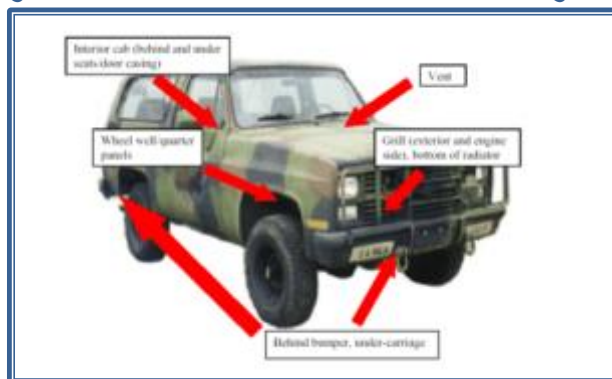 Interior cab (behind and under
seats/door casing)
Vent
Wheel well/quarter
panels
Grill (exterior and engine
side), bottom of radiator
Behind bumper, under-carriage